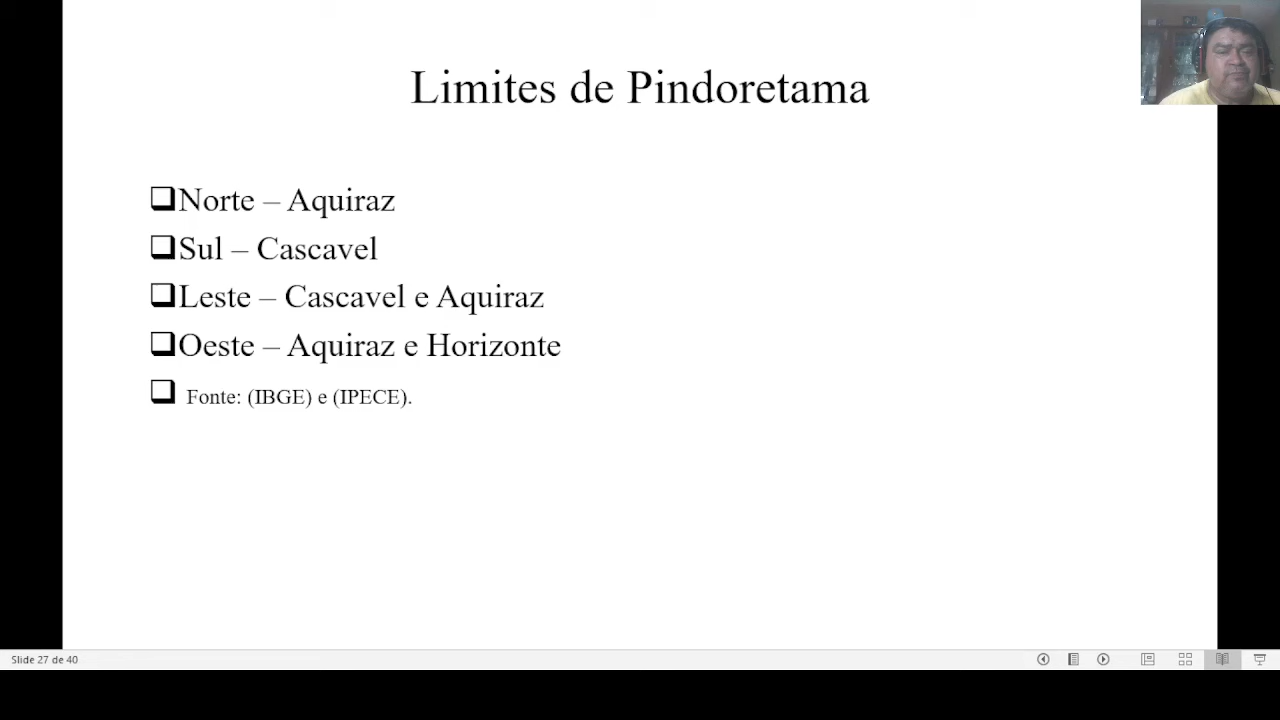 Limites de Pindoretama
❑Norte – Aquiraz
❑Sul – Cascavel
❑Leste – Cascavel e Aquiraz
❑Oeste – Aquiraz e Horizonte
❑ Fonte: (IBGE) e (IPECE).
Slide 27 de 40